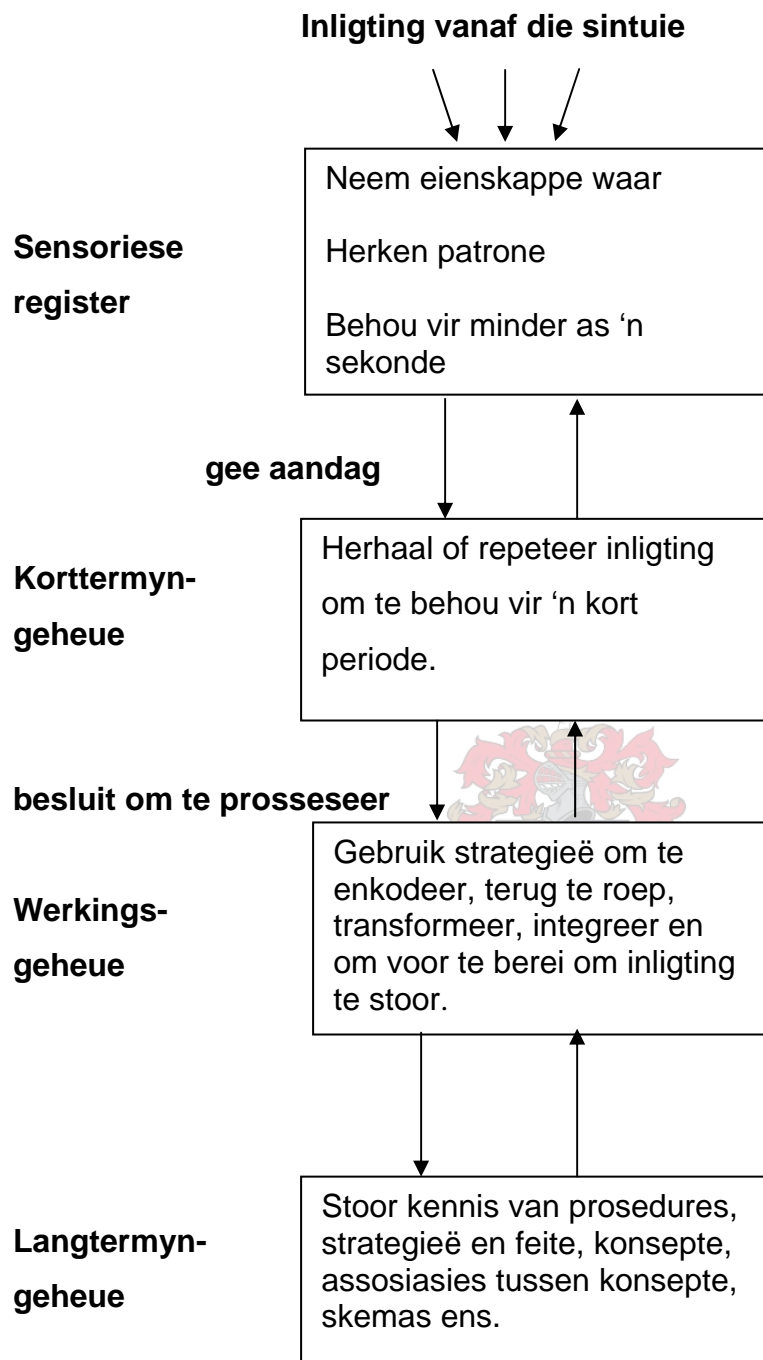 Inligting vanaf die sintuie
Neem eienskappe waar
Sensoriese
register
Herken patrone
Behou vir minder as ‘n
sekonde
gee aandag
Korttermyn-
geheue
Herhaal of repeteer inligting
om te behou vir ‘n kort
periode.
besluit om te prosseseer
Werkings-
geheue
Gebruik strategieë om te
enkodeer, terug te roep,
transformeer, integreer en
om voor te berei om inligting
te stoor.
Langtermyn-
geheue
Stoor kennis van prosedures,
strategieë en feite, konsepte,
assosiasies tussen konsepte,
skemas ens.